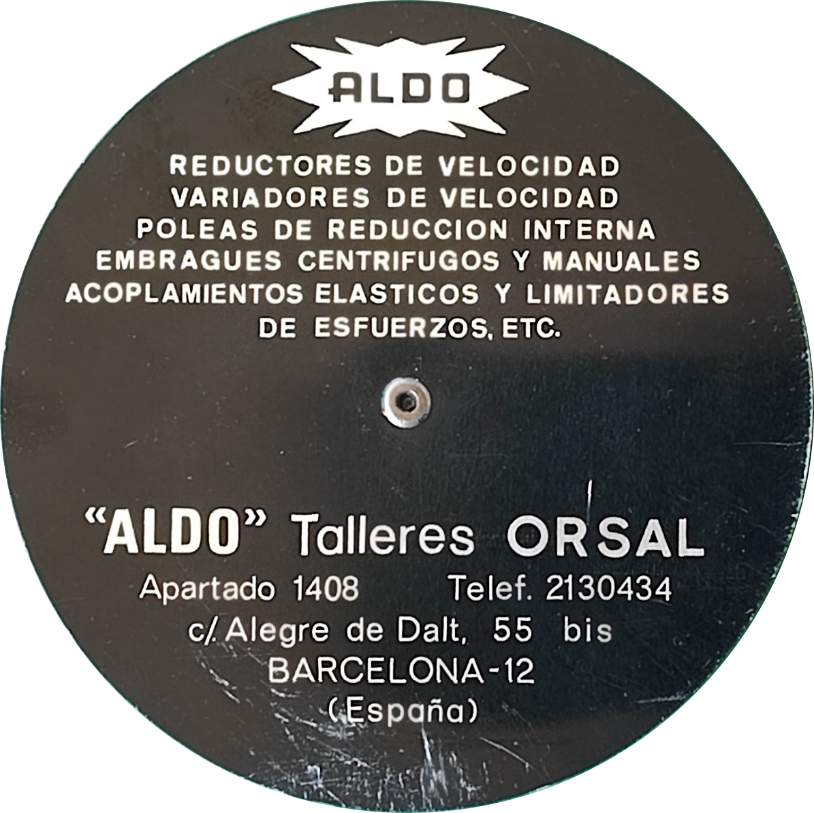 ALDO
REDUCTORES DE VELOCIDAD
VARIADORES DE VELOCIDAD
POLEAS DE REDUCCION INTERNA
EMBRAGUES CENTRIFUGOS Y MANUALES
ACOPLAMIENTOS ELASTICOS Y LIMITADORES
DE ESFUERZOS, ETC.
“ALDO” Talleres ORSAL
Apartado 1408 Telef. 2130434
c/. Alegre de Dalt, 55 bis
BARCELONA-12
(España)